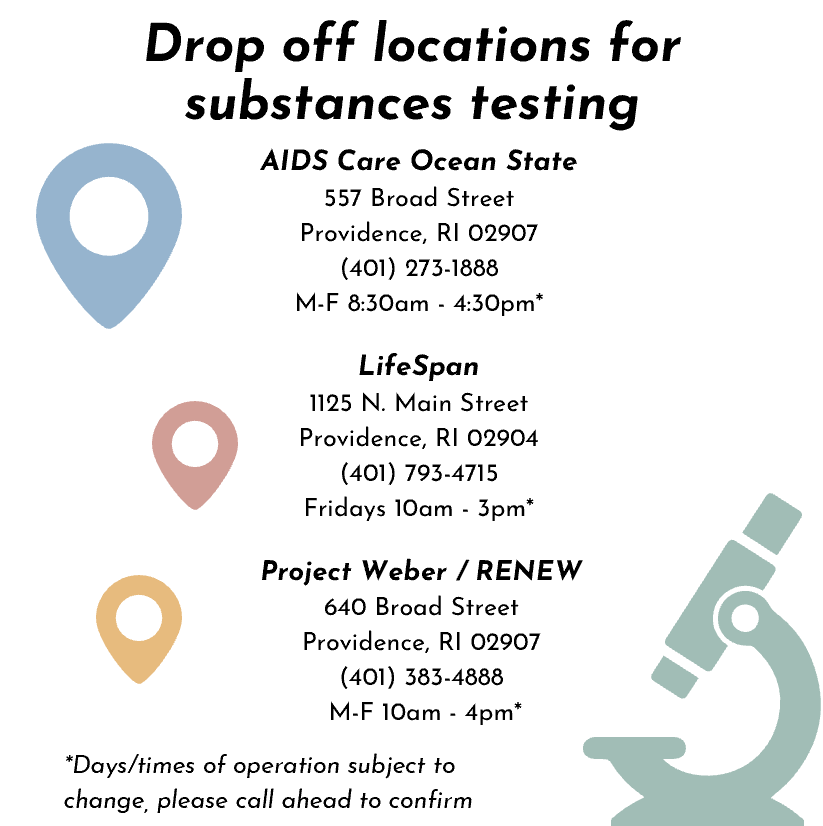 Drop off locations for
substances testing
AIDS Care Ocean State
557 Broad Street
Providence, RI 02907
(401) 273-1888
M-F 8:30am - 4:30pm*
LifeSpan
1125 N. Main Street
Providence, RI 02904
(401) 793-4715
Fridays 10am - 3pm*
Project Weber / RENEW
640 Broad Street
Providence, RI 02907
(401) 383-4888
M-F 10am - 4pm*
*Days/times of operation subject to
change, please call ahead to confirm